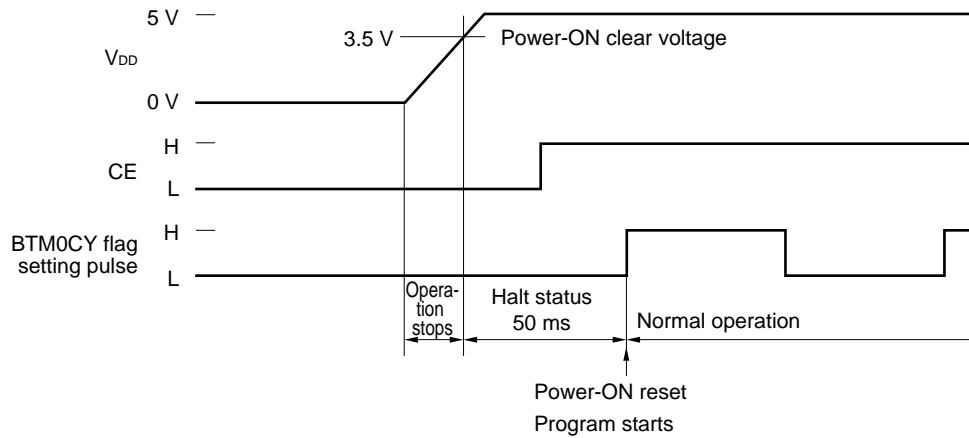 5 V
3.5 V
Power-ON clear voltage
VDD
0 V
H
CE
L
H
BTM0CY flag
setting pulse
L
Opera-
tion
stops
Halt status
50 ms
Normal operation
Power-ON reset
Program starts